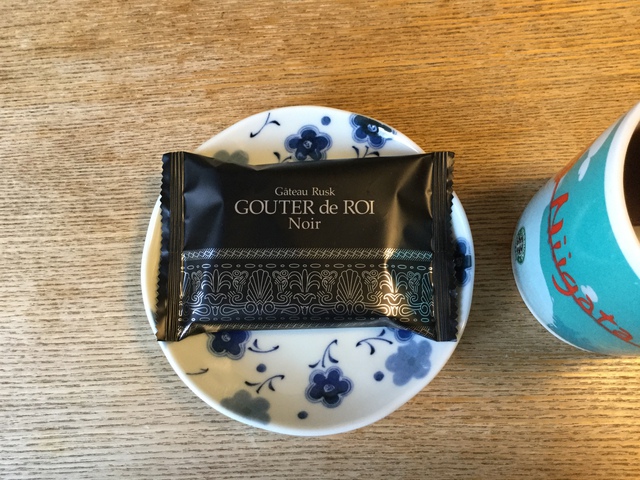 Gâteau Rusk
GOUTER de ROI
Noir
Niigata